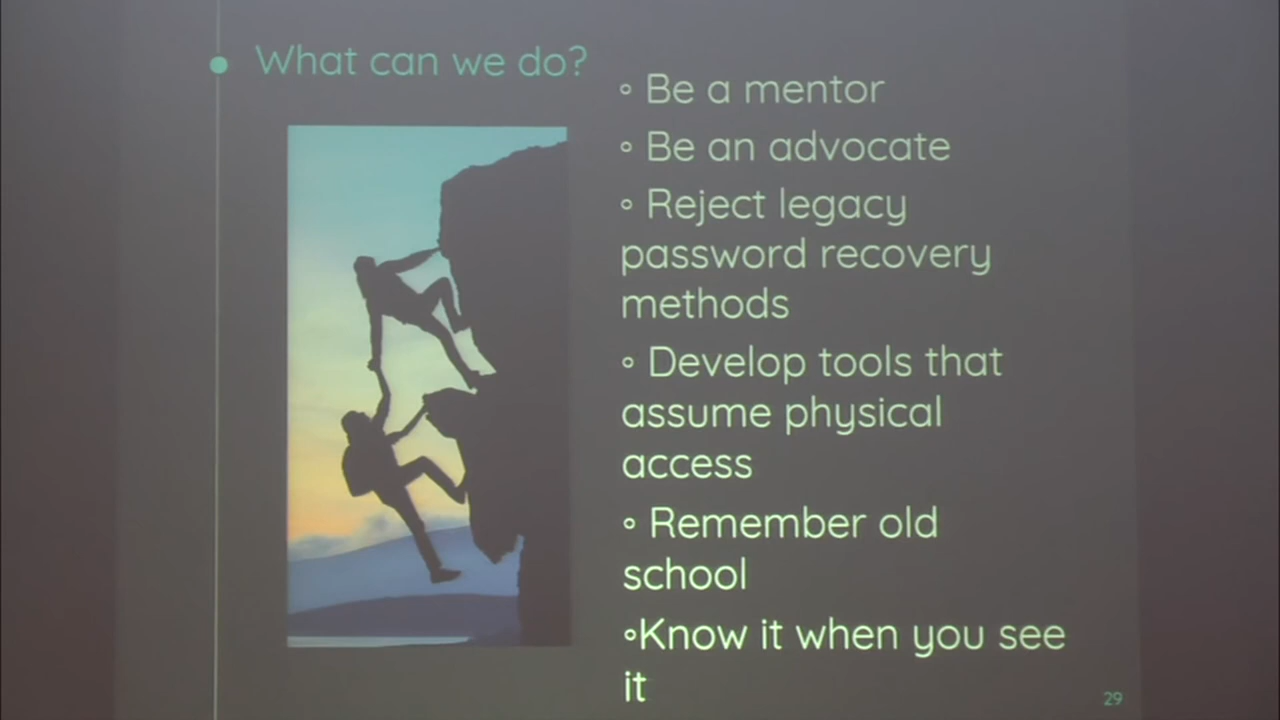 What can we do?
◦ Be a mentor
◦ Be an advocate
◦ Reject legacy
password recovery
methods
◦ Develop tools that
assume physical
access
◦ Remember old
school
◦Know it when you see
it
29